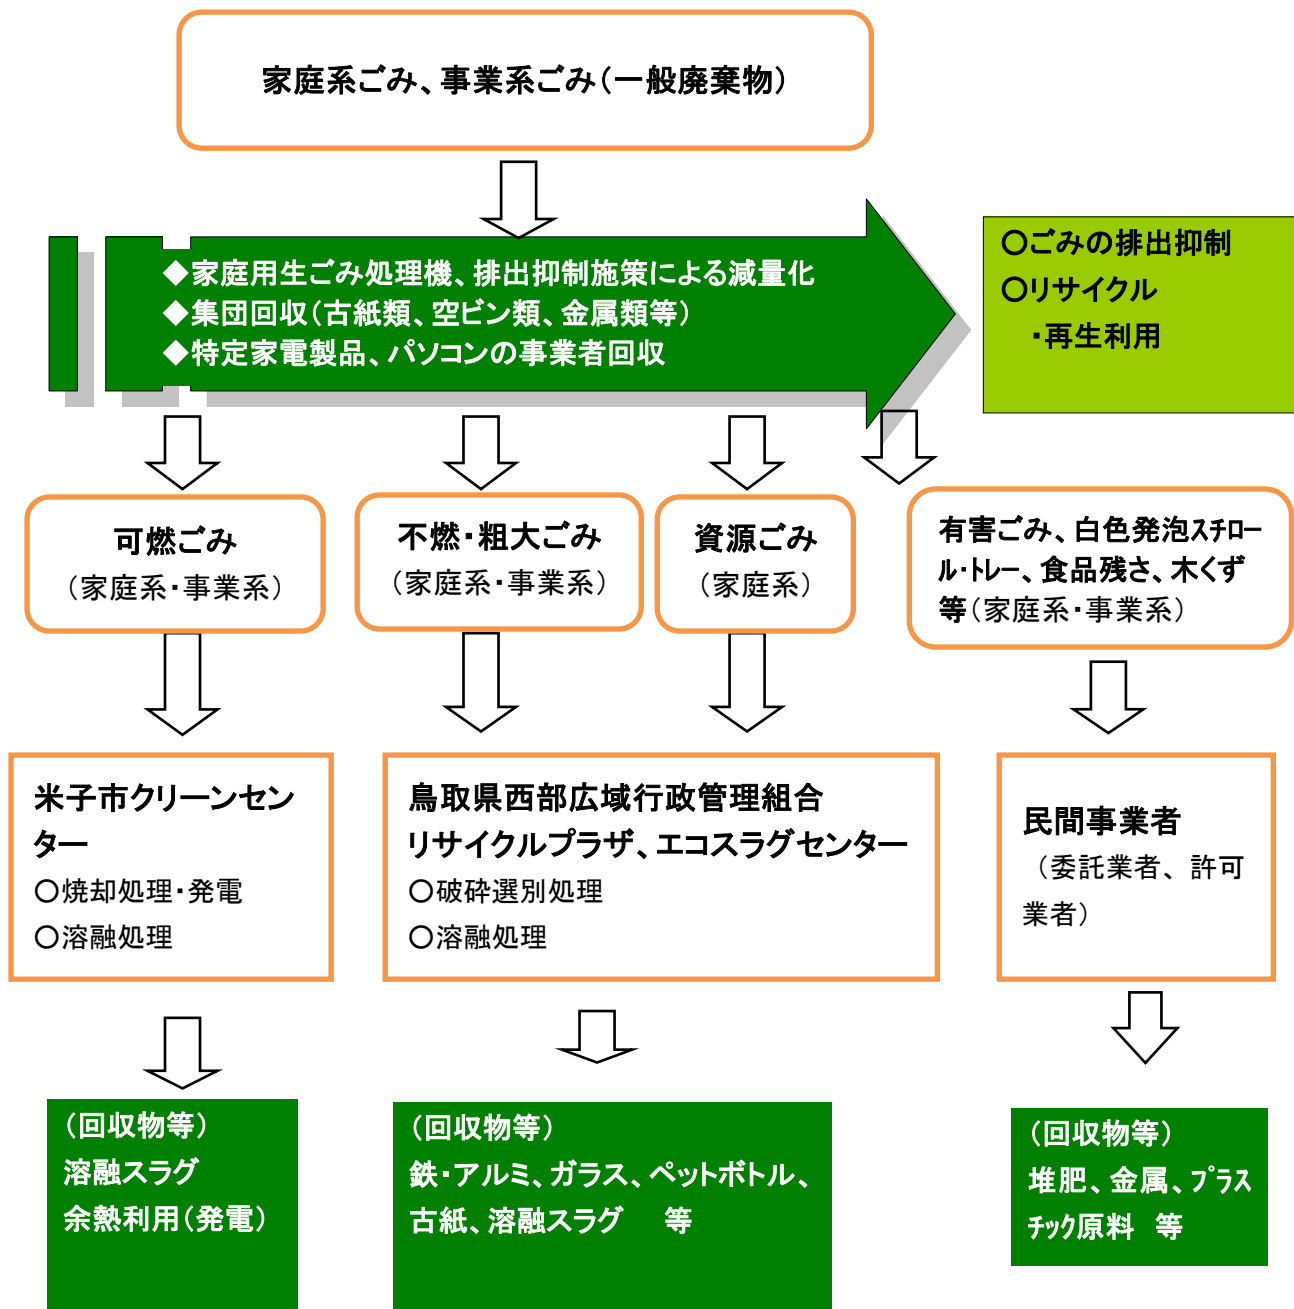 家庭系ごみ、事業系ごみ（一般廃棄物）
◆家庭用生ごみ処理機、排出抑制施策による減量化
◆集団回収（古紙類、空ビン類、金属類等）
◆特定家電製品、パソコンの事業者回収
○ごみの排出抑制
○リサイクル
・再生利用
可燃ごみ
（家庭系・事業系）
不燃・粗大ごみ
（家庭系・事業系）
資源ごみ
（家庭系）
有害ごみ、白色発泡ｽﾁﾛｰ
ﾙ・ﾄﾚｰ、食品残さ、木くず
等（家庭系・事業系）
米子市クリーンセン
ター
○焼却処理・発電
○溶融処理
鳥取県西部広域行政管理組合
リサイクルプラザ、エコスラグセンター
○破砕選別処理
○溶融処理
民間事業者
（委託業者、許可
業者）
（回収物等）
溶融スラグ
余熱利用（発電）
（回収物等）
鉄・アルミ、ガラス、ペットボトル、
古紙、溶融スラグ　等
（回収物等）
堆肥、金属、ﾌﾟﾗｽ
ﾁｯｸ原料　等